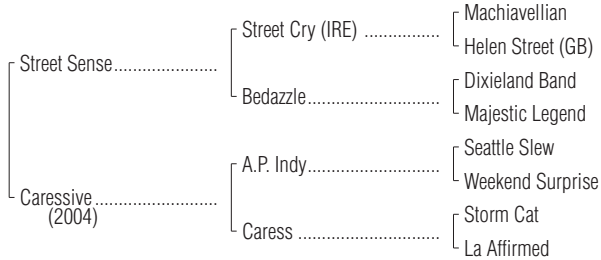 Machiavellian
Street Cry (IRE) ................
Helen Street (GB)
Street Sense......................
Dixieland Band
Bedazzle............................
Majestic Legend
Seattle Slew
A.P. Indy............................
Weekend Surprise
Caressive ..........................
(2004)
Storm Cat
Caress ..............................
La Affirmed